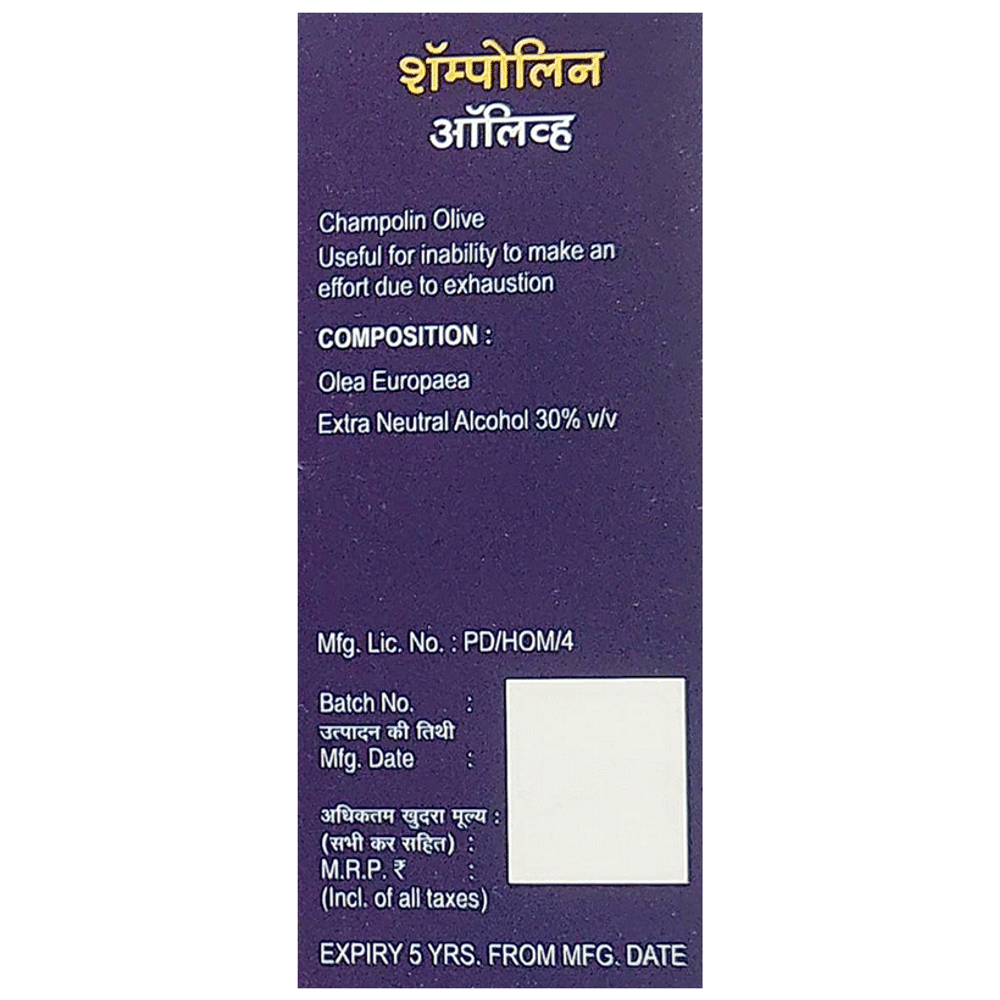 शॅम्पोलिन
ऑलिव्ह
Champolin Olive
Useful for inability to make an
effort due to exhaustion
COMPOSITION :
Olea Europaea
Extra Neutral Alcohol 30% v/v
Mfg. Lic. No. : PD/HOM/4
Batch No. :
उत्पादन की तिथी
Mfg. Date :
अधिकतम खुदरा मूल्य :
(सभी कर सहित) :
M.R.P. ₹ :
(Incl. of all taxes)
EXPIRY 5 YRS. FROM MFG. DATE